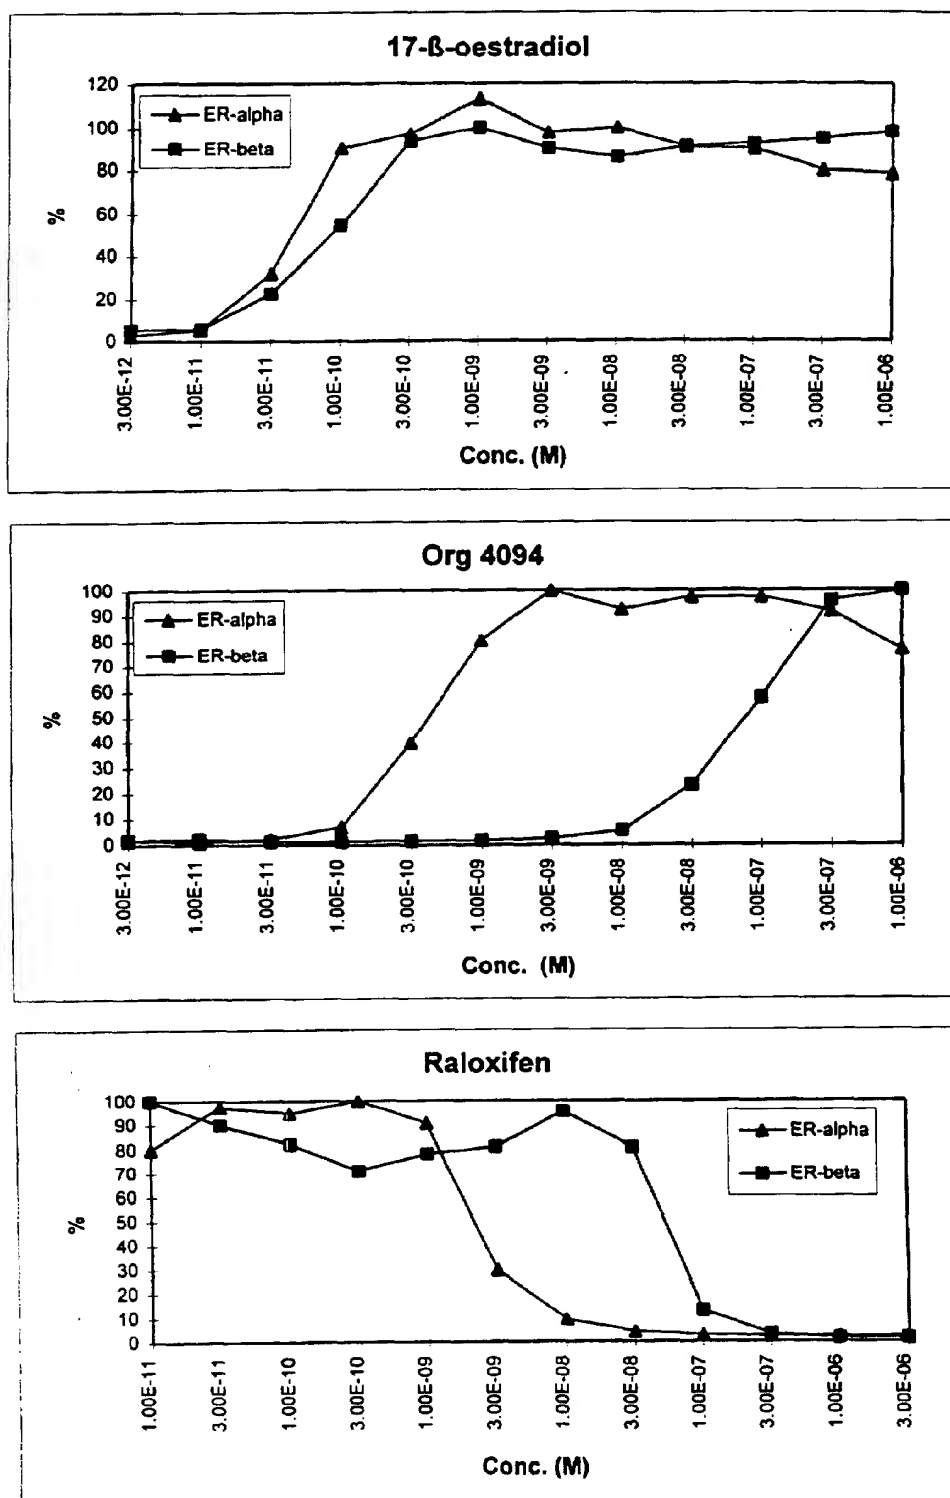 17-ß-oestradiol
120
100
80
60
40
20
0
%
ER-alpha
ER-beta
3.00E-12
1.00E-11
3.00E-11
1.00E-10
3.00E-10
1.00E-09
3.00E-09
1.00E-08
3.00E-08
1.00E-07
3.00E-07
1.00E-06
Conc. (M)
Org 4094
100
90
80
70
60
50
40
30
20
10
0
%
ER-alpha
ER-beta
3.00E-12
1.00E-11
3.00E-11
1.00E-10
3.00E-10
1.00E-09
3.00E-09
1.00E-08
3.00E-08
1.00E-07
3.00E-07
1.00E-06
Conc. (M)
Raloxifen
100
90
80
70
60
50
40
30
20
10
0
%
ER-alpha
ER-beta
1.00E-11
3.00E-11
1.00E-10
3.00E-10
1.00E-09
3.00E-09
1.00E-08
3.00E-08
1.00E-07
3.00E-07
1.00E-06
3.00E-06
Conc. (M)